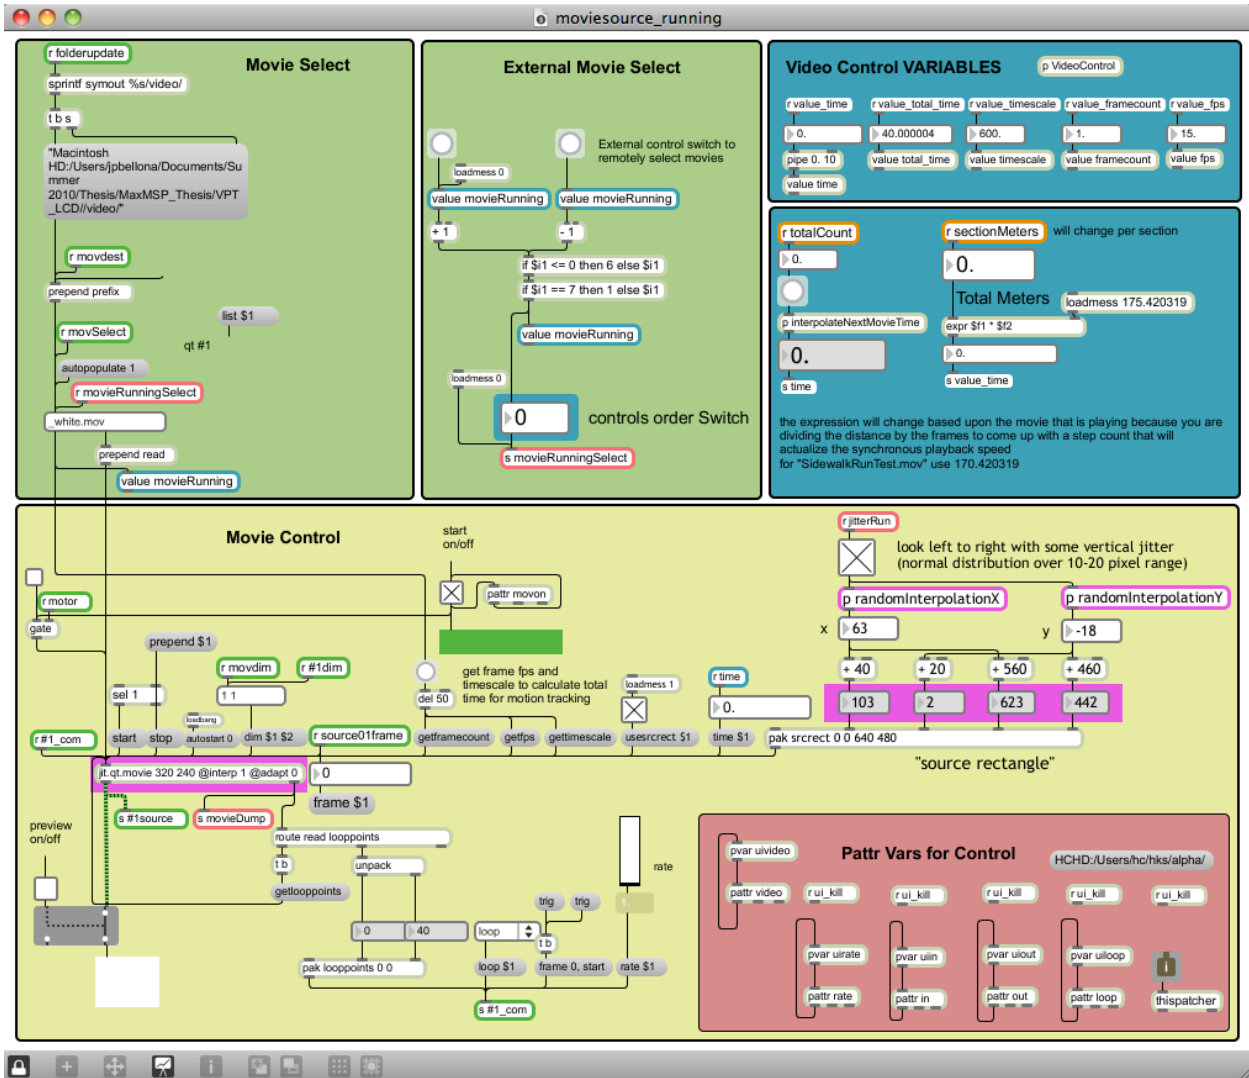 moviesource_running
Movie Select
r folderupdate
sprintf symout %s/video/
t b s
"Macintosh
HD:/Users/jpbellona/Documents/Su
mmer
2010/Thesis/MaxMSP_Thesis/VPT
_LCD//video/"
r movdest
prepend prefix
list $1
r movSelect
qt #1
autopopulate 1
r movieRunningSelect
_white.mov
prepend read
value movieRunning
External Movie Select
External control switch to
remotely select movies
loadmess 0
value movieRunning
value movieRunning
+ 1
- 1
if $i1 <= 0 then 6 else $i1
if $i1 == 7 then 1 else $i1
value movieRunning
loadmess 0
0
controls order Switch
s movieRunningSelect
Video Control VARIABLES
p VideoControl
r value_time
r value_total_time
r value_timescale
r value_framecount
r value_fps
0.
40.000004
600.
1.
15.
pipe 0. 10
value total_time
value timescale
value framecount
value fps
value time
r totalCount
r sectionMeters
will change per section
0.
0.
Total Meters
loadmess 175.420319
p interpolateNextMovieTime
expr $f1 * $f2
0.
0.
s time
s value_time
the expression will change based upon the movie that is playing because you are
dividing the distance by the frames to come up with a step count that will
actualize the synchronous playback speed
for "SidewalkRunTest.mov" use 170.420319
Movie Control
start
on/off
r motor
gate
pattr movon
prepend $1
r movdim
r #1dim
sel 1
1 1
get frame fps and
timescale to calculate total
time for motion tracking
del 50
loadmess 1
r time
0.
r #1_com
start
stop
loadbang
autostart 0
dim $1 $2
r source01frame
getframecount
getfps
gettimescale
usesrcrect $1
time $1
pak srcrect 0 0 640 480
r jitterRun
look left to right with some vertical jitter
(normal distribution over 10-20 pixel range)
p randomInterpolationX
p randomInterpolationY
x
63
y
-18
+ 40
+ 20
+ 560
+ 460
103
2
623
442
"source rectangle"
jit.qt.movie 320 240 @interp 1 @adapt 0
0
frame $1
s #1source
s movieDump
preview
on/off
route read looppoints
t b
unpack
getlooppoints
0
40
pak looppoints 0 0
rate
trig
trig
1.
loop
t b
loop $1
frame 0, start
rate $1
s #1_com
Pattr Vars for Control
HCHD:/Users/hc/hks/alpha/
pvar uivideo
pattr video
r ui_kill
r ui_kill
r ui_kill
r ui_kill
r ui_kill
pvar uirate
pvar uiin
pvar uiout
pvar uiloop
pattr rate
pattr in
pattr out
pattr loop
thispatcher